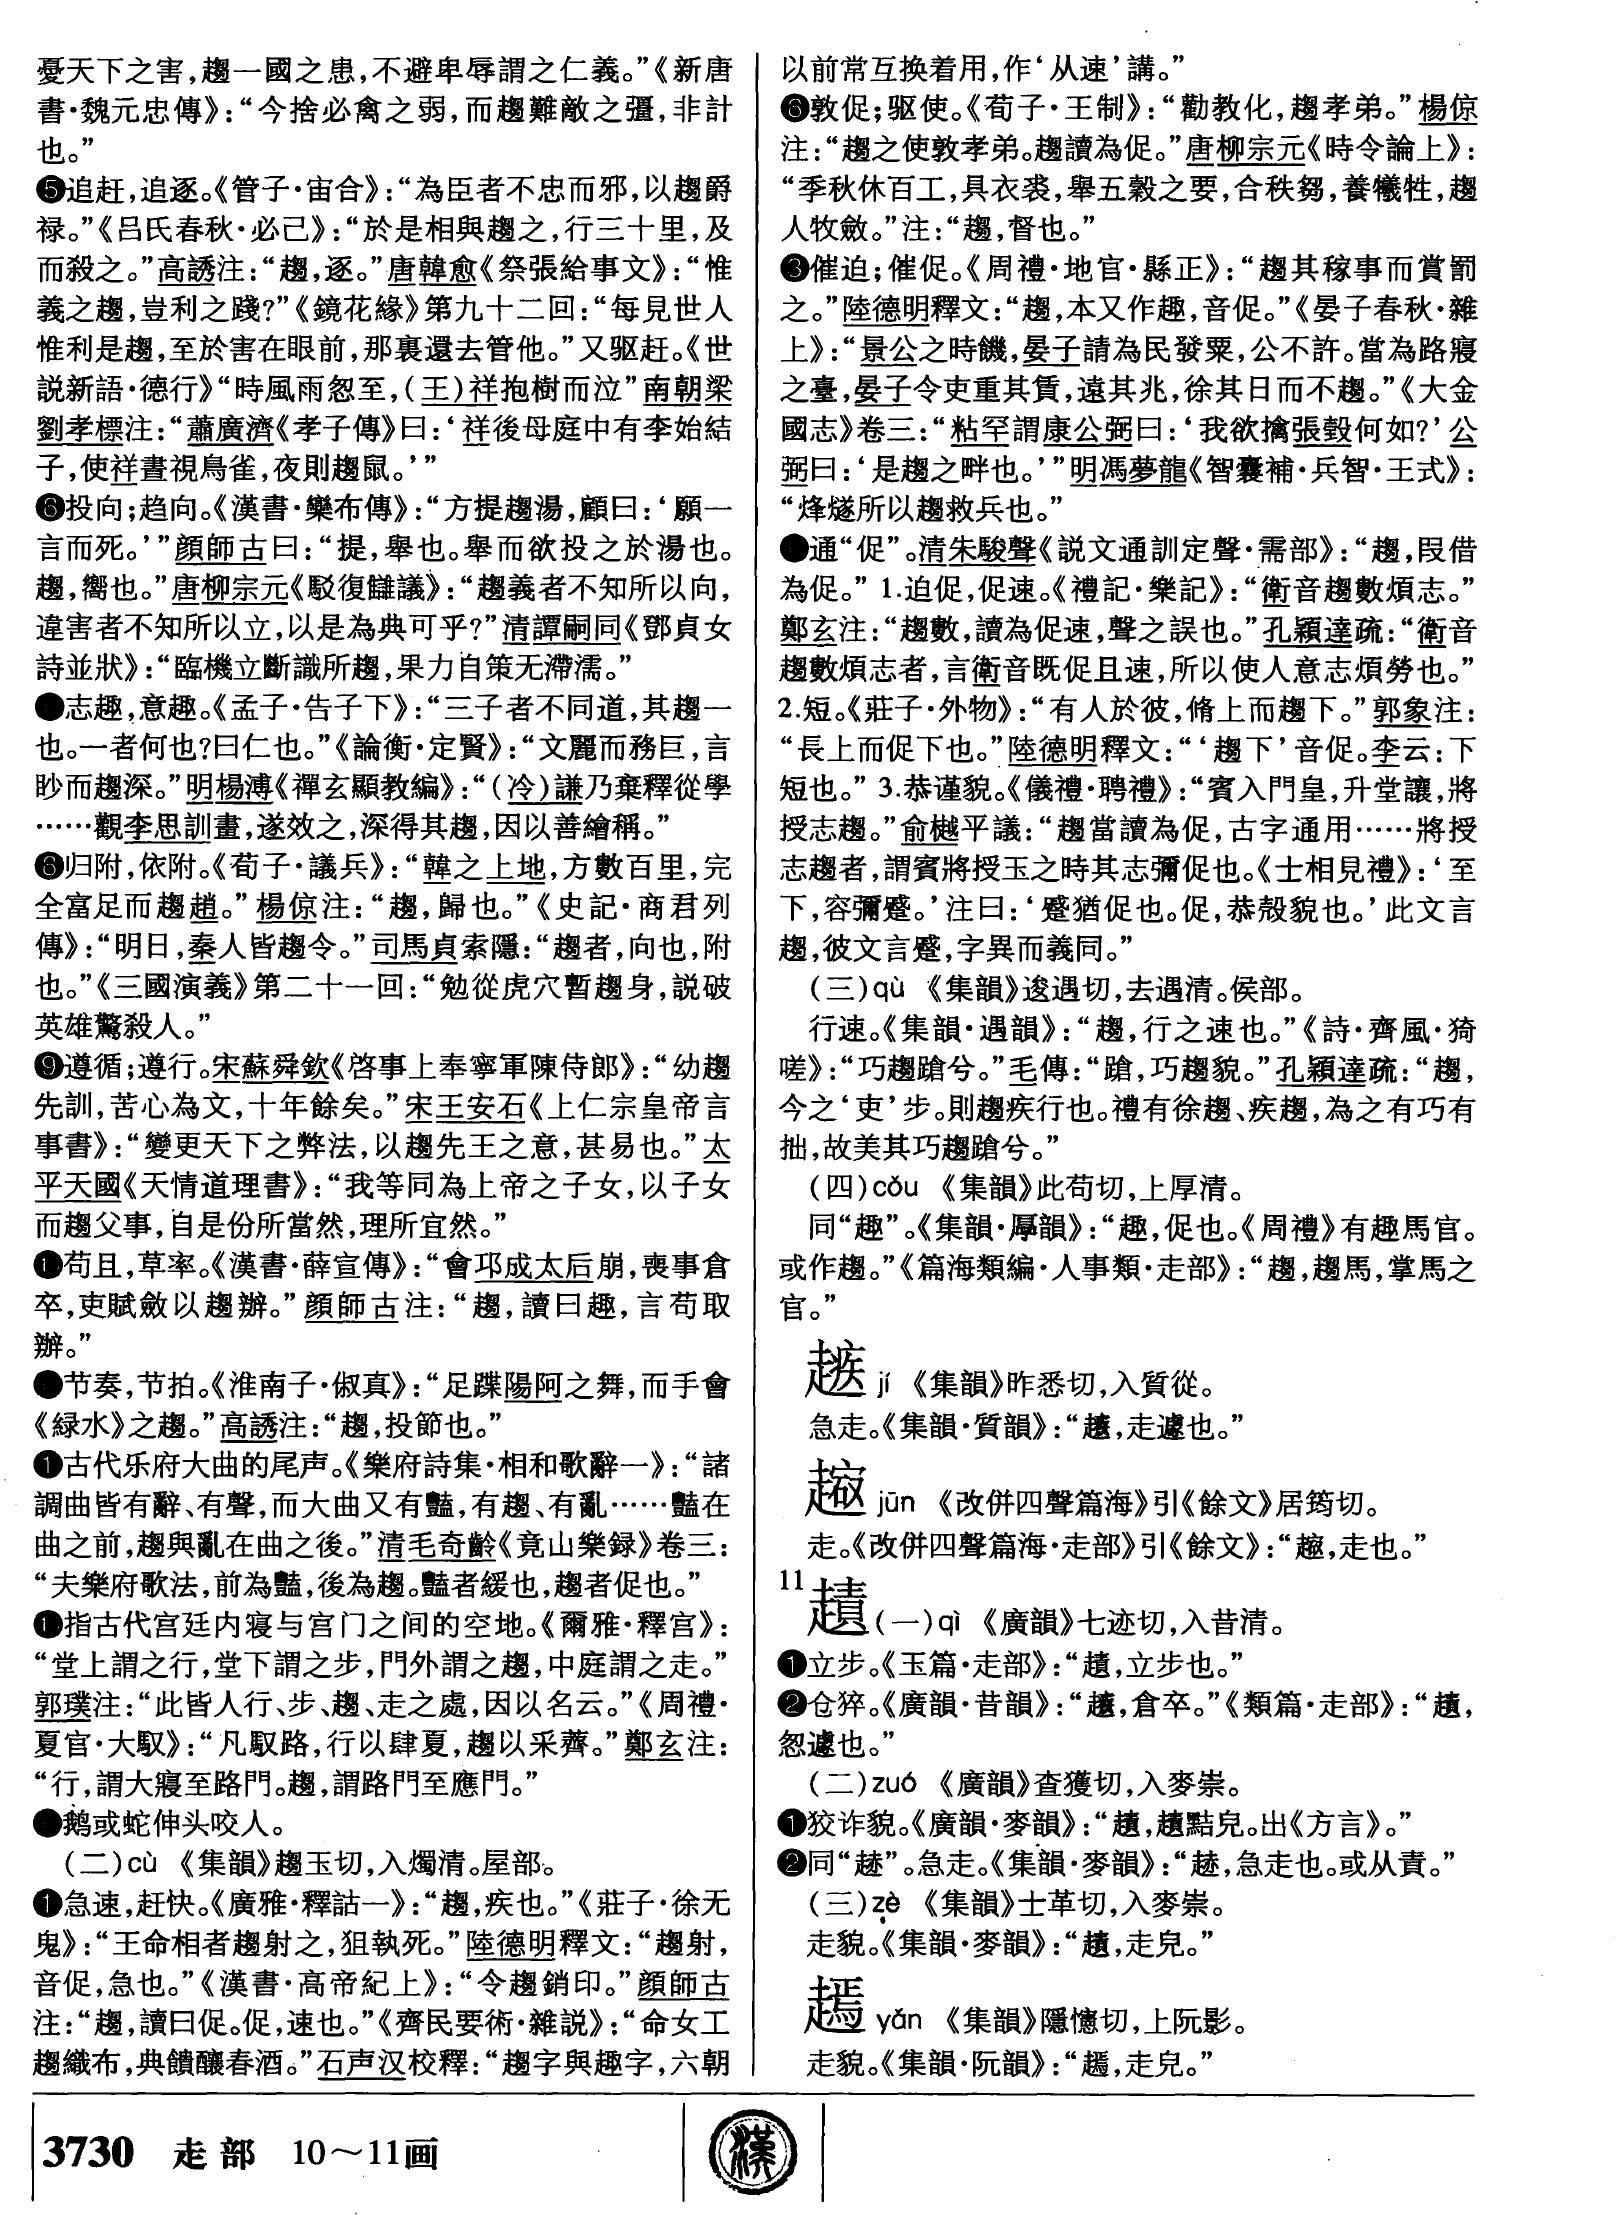 憂天下之害，趨一國之患，不避卑辱謂之仁義。”《新唐
書·魏元忠傳》：“今捨必禽之弱，而趨難敵之彊，非計
也。”
❺追赶，追逐。《管子·宙合》：“為臣者不忠而邪，以趨爵
禄。”《吕氏春秋·必己》：“於是相與趨之，行三十里，及
而殺之。”高誘注：“趨，逐。”唐韓愈《祭張給事文》：“惟
義之趨，豈利之踐？”《鏡花緣》第九十二回：“每見世人
惟利是趨，至於害在眼前，那裏還去管他。”又驱赶。《世
説新語·德行》“時風雨忽至，（王）祥抱樹而泣”南朝梁
劉孝標注：“蕭廣濟《孝子傳》曰：‘祥後母庭中有李始結
子，使祥晝視鳥雀，夜則趨鼠。’”
❻投向；趋向。《漢書·欒布傳》：“方提趨湯，顧曰：‘願一
言而死。’”顔師古曰：“提，舉也。舉而欲投之於湯也。
趨，嚮也。”唐柳宗元《駁復讎議》：“趨義者不知所以向，
違害者不知所以立，以是為典可乎？”清譚嗣同《鄧貞女
詩並狀》：“臨機立斷識所趨，果力自策无滯濡。”
●志趣，意趣。《孟子·告子下》：“三子者不同道，其趨一
也。一者何也？曰仁也。”《論衡·定賢》：“文麗而務巨，言
眇而趨深。”明楊溥《禪玄顯教編》：“（冷）謙乃棄釋從學
……觀李思訓畫，遂效之，深得其趨，因以善繪稱。”
❽归附，依附。《荀子·議兵》：“韓之上地，方數百里，完
全富足而趨趙。”楊倞注：“趨，歸也。”《史記·商君列
傳》：“明日，秦人皆趨令。”司馬貞索隱：“趨者，向也，附
也。”《三國演義》第二十一回：“勉從虎穴暫趨身，説破
英雄驚殺人。”
❾遵循；遵行。宋蘇舜欽《啓事上奉寧軍陳侍郎》：“幼趨
先訓，苦心為文，十年餘矣。”宋王安石《上仁宗皇帝言
事書》：“變更天下之弊法，以趨先王之意，甚易也。”太
平天國《天情道理書》：“我等同為上帝之子女，以子女
而趨父事，自是份所當然，理所宜然。”
●苟且，草率。《漢書·薛宣傳》：“會邛成太后崩，喪事倉
卒，吏賦斂以趨辦。”顔師古注：“趨，讀曰趣，言苟取
辦。”
●节奏，节拍。《淮南子·俶真》：“足蹀陽阿之舞，而手會
《緑水》之趨。”高誘注：“趨，投節也。”
●古代乐府大曲的尾声。《樂府詩集·相和歌辭一》：“諸
調曲皆有辭、有聲，而大曲又有豔，有趨、有亂……豔在
曲之前，趨與亂在曲之後。”清毛奇齡《竟山樂録》卷三：
“夫樂府歌法，前為豔，後為趨。豔者緩也，趨者促也。”
●指古代宫廷内寝与宫门之间的空地。《爾雅·釋宫》：
“堂上謂之行，堂下謂之步，門外謂之趨，中庭謂之走。”
郭璞注：“此皆人行、步、趨、走之處，因以名云。”《周禮·
夏官·大馭》：“凡馭路，行以肆夏，趨以采薺。”鄭玄注：
“行，謂大寢至路門。趨，謂路門至應門。”
●鹅或蛇伸头咬人。
（二）cù 《集韻》趨玉切，入燭清。屋部。
❶急速，赶快。《廣雅·釋詁一》：“趨，疾也。”《莊子·徐无
鬼》：“王命相者趨射之，狙執死。”陸德明釋文：“趨射，
音促，急也。”《漢書·高帝紀上》：“令趨銷印。”顔師古
注：“趨，讀曰促。促，速也。”《齊民要術·雜説》：“命女工
趨織布，典饋釀春酒。”石声汉校釋：“趨字與趣字，六朝
以前常互换着用，作‘从速’講。”
●敦促；驱使。《荀子·王制》：“勸教化，趨孝弟。”楊倞
注：“趨之使敦孝弟。趨讀為促。”唐柳宗元《時令論上》：
“季秋休百工，具衣裘，舉五穀之要，合秩芻，養犧牲，趨
人牧斂。”注：“趨，督也。”
❸催迫；催促。《周禮·地官·縣正》：“趨其稼事而賞罰
之。”陸德明釋文：“趨，本又作趣，音促。”《晏子春秋·雜
上》：“景公之時饑，晏子請為民發粟，公不許。當為路寢
之臺，晏子令吏重其賃，遠其兆，徐其日而不趨。”《大金
國志》卷三：“粘罕謂康公弼曰：‘我欲擒張瑴何如？’公
弼曰：‘是趨之畔也。’”明馮夢龍《智囊補·兵智·王式》：
“烽燧所以趨救兵也。”
●通“促”。清朱駿聲《説文通訓定聲·需部》：“趨，叚借
為促。” 1.迫促，促速。《禮記·樂記》：“衛音趨數煩志。”
鄭玄注：“趨數，讀為促速，聲之誤也。”孔穎達疏：“衛音
趨數煩志者，言衛音既促且速，所以使人意志煩勞也。”
2.短。《莊子·外物》：“有人於彼，脩上而趨下。”郭象注：
“長上而促下也。”陸德明釋文：“‘趨下’音促。李云：下
短也。” 3.恭谨貌。《儀禮·聘禮》：“賓入門皇，升堂讓，將
授志趨。”俞樾平議：“趨當讀為促，古字通用……將授
志趨者，謂賓將授玉之時其志彌促也。《士相見禮》：‘至
下，容彌蹙。’注曰：‘蹙猶促也。促，恭愨貌也。’此文言
趨，彼文言蹙，字異而義同。”
（三）qù 《集韻》逡遇切，去遇清。侯部。
行速。《集韻·遇韻》：“趨，行之速也。”《詩·齊風·猗
嗟》：“巧趨蹌兮。”毛傳：“蹌，巧趨貌。”孔穎達疏：“趨，
今之‘吏’步。則趨疾行也。禮有徐趨、疾趨，為之有巧有
拙，故美其巧趨蹌兮。”
（四）cǒu 《集韻》此苟切，上厚清。
同“趣”。《集韻·厚韻》：“趣，促也。《周禮》有趣馬官。
或作趨。”《篇海類編·人事類·走部》：“趨，趨馬，掌馬之
官。”
jí 《集韻》昨悉切，入質從。
急走。《集韻·質韻》：“，走遽也。”
jūn 《改併四聲篇海》引《餘文》居筠切。
走。《改併四聲篇海·走部》引《餘文》：“，走也。”
11
䞿（一）qì 《廣韻》七迹切，入昔清。
❶立步。《玉篇·走部》：“䞿，立步也。”
❷仓猝。《廣韻·昔韻》：“䞿，倉卒。”《類篇·走部》：“䞿，
忽遽也。”
（二）zuó 《廣韻》查獲切，入麥崇。
❶狡诈貌。《廣韻·麥韻》：“䞿，䞿黠皃。出《方言》。”
❷同“”。急走。《集韻·麥韻》：“，急走也。或从責。”
（三）zè 《集韻》士革切，入麥崇。
走貌。《集韻·麥韻》：“䞿，走皃。”
yǎn 《集韻》隱幰切，上阮影。
走貌。《集韻·阮韻》：“，走皃。”
3730 走部 10～11画
漢